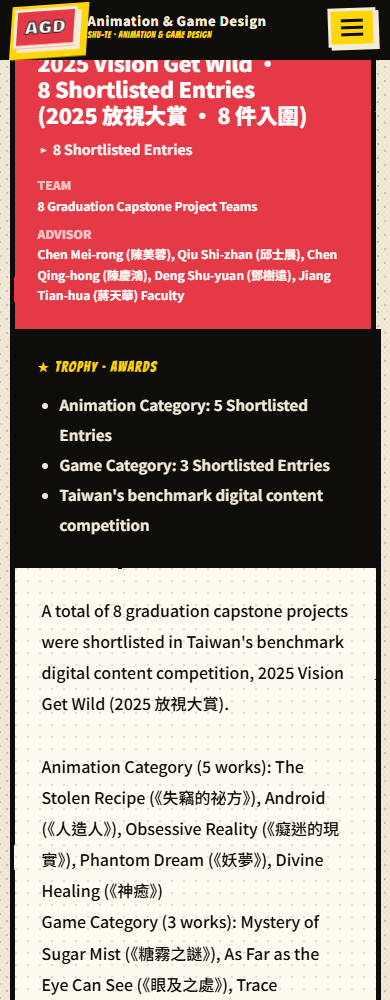 AGD
Animation & Game Design
SHU-TE · ANIMATION & GAME DESIGN
2025 Vision Get Wild •
8 Shortlisted Entries
(2025 放視大賞 • 8 件入圍)
▸ 8 Shortlisted Entries
TEAM
8 Graduation Capstone Project Teams
ADVISOR
Chen Mei-rong (陳美蓉), Qiu Shi-zhan (邱士展), Chen
Qing-hong (陳慶鴻), Deng Shu-yuan (鄧樹遠), Jiang
Tian-hua (蔣天華) Faculty
★ TROPHY · AWARDS
• Animation Category: 5 Shortlisted
Entries
• Game Category: 3 Shortlisted Entries
• Taiwan's benchmark digital content
competition
A total of 8 graduation capstone projects
were shortlisted in Taiwan's benchmark
digital content competition, 2025 Vision
Get Wild (2025 放視大賞).
Animation Category (5 works): The
Stolen Recipe (《失竊的祕方》), Android
(《人造人》), Obsessive Reality (《癡迷的現
實》), Phantom Dream (《妖夢》), Divine
Healing (《神癒》)
Game Category (3 works): Mystery of
Sugar Mist (《糖霧之謎》), As Far as the
Eye Can See (《眼及之處》), Trace